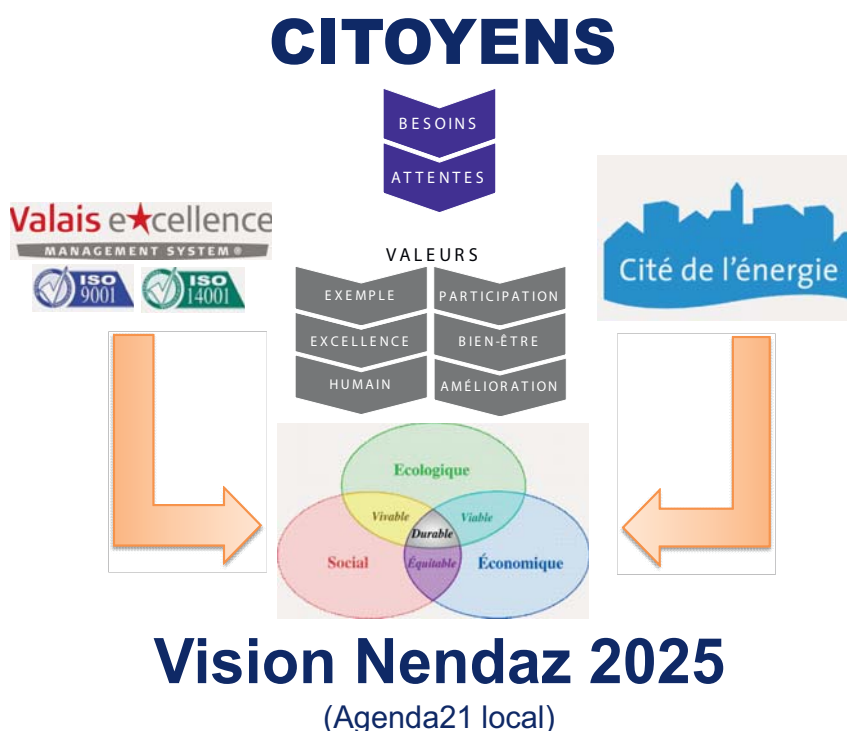 CITOYENS
BESOINS
ATTENTES
Valais e★cellence
MANAGEMENT SYSTEM ®
ISO
9001
ISO
14001
Cité de l'énergie
VALEURS
EXEMPLE
PARTICIPATION
EXCELLENCE
BIEN-ÊTRE
HUMAIN
AMÉLIORATION
Ecologique
Vivable
Viable
Durable
Social
Équitable
Économique
Vision Nendaz 2025
(Agenda21 local)